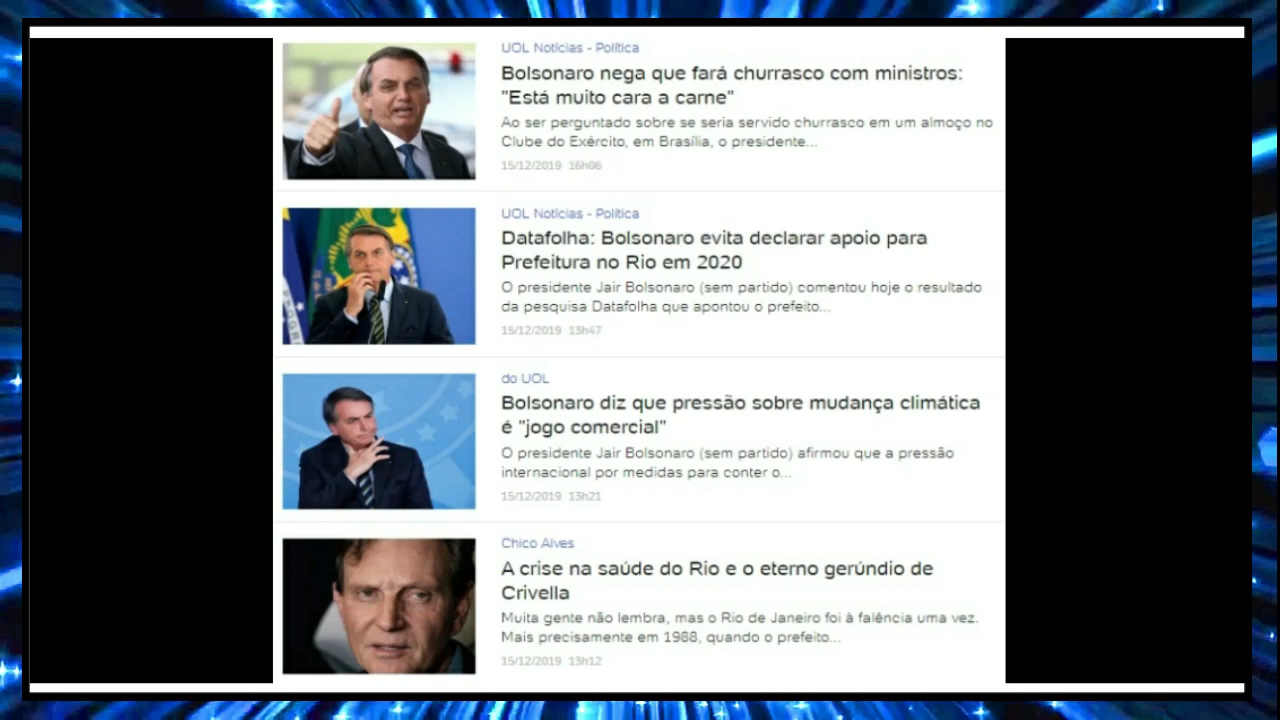 UOL Notícias - Política
Bolsonaro nega que fará churrasco com ministros:
"Está muito cara a carne"
Ao ser perguntado sobre se seria servido churrasco em um almoço no
Clube do Exército, em Brasília, o presidente...
15/12/2019 16h06
UOL Notícias - Política
Datafolha: Bolsonaro evita declarar apoio para
Prefeitura no Rio em 2020
O presidente Jair Bolsonaro (sem partido) comentou hoje o resultado
da pesquisa Datafolha que apontou o prefeito...
15/12/2019 13h47
do UOL
Bolsonaro diz que pressão sobre mudança climática
é "jogo comercial"
O presidente Jair Bolsonaro (sem partido) afirmou que a pressão
internacional por medidas para conter o...
15/12/2019 13h21
Chico Alves
A crise na saúde do Rio e o eterno gerúndio de
Crivella
Muita gente não lembra, mas o Rio de Janeiro foi à falência uma vez.
Mais precisamente em 1988, quando o prefeito...
15/12/2019 13h12